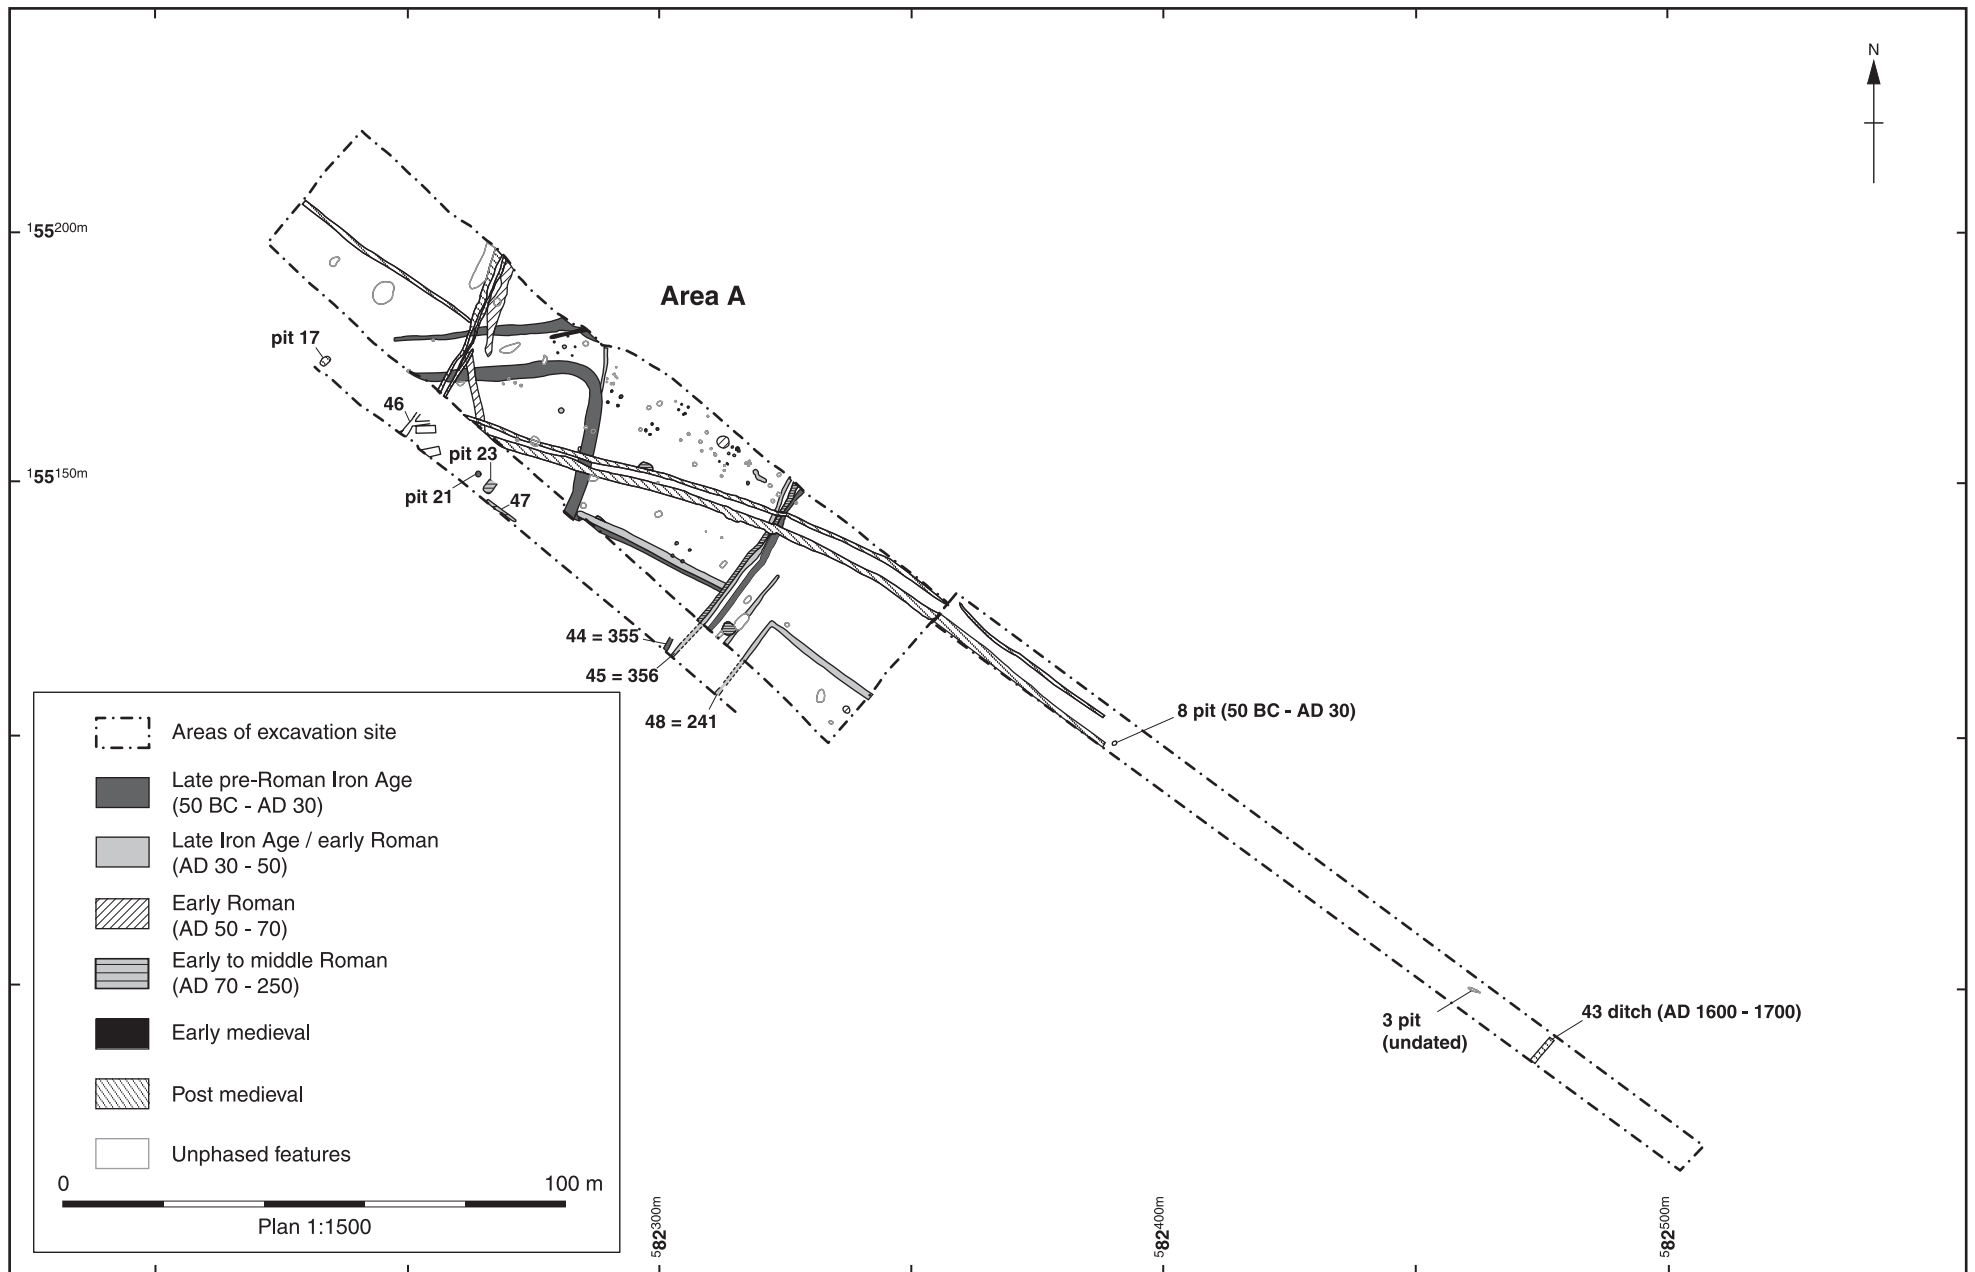 N
155200m
Area A
pit 17
46
pit 23
155150m
pit 21
47
44 = 355
45 = 356
48 = 241
8 pit (50 BC - AD 30)
3 pit
(undated)
43 ditch (AD 1600 - 1700)
Areas of excavation site
Late pre-Roman Iron Age
(50 BC - AD 30)
Late Iron Age / early Roman
(AD 30 - 50)
Early Roman
(AD 50 - 70)
Early to middle Roman
(AD 70 - 250)
Early medieval
Post medieval
Unphased features
0 100 m
Plan 1:1500
582300m
582400m
582500m